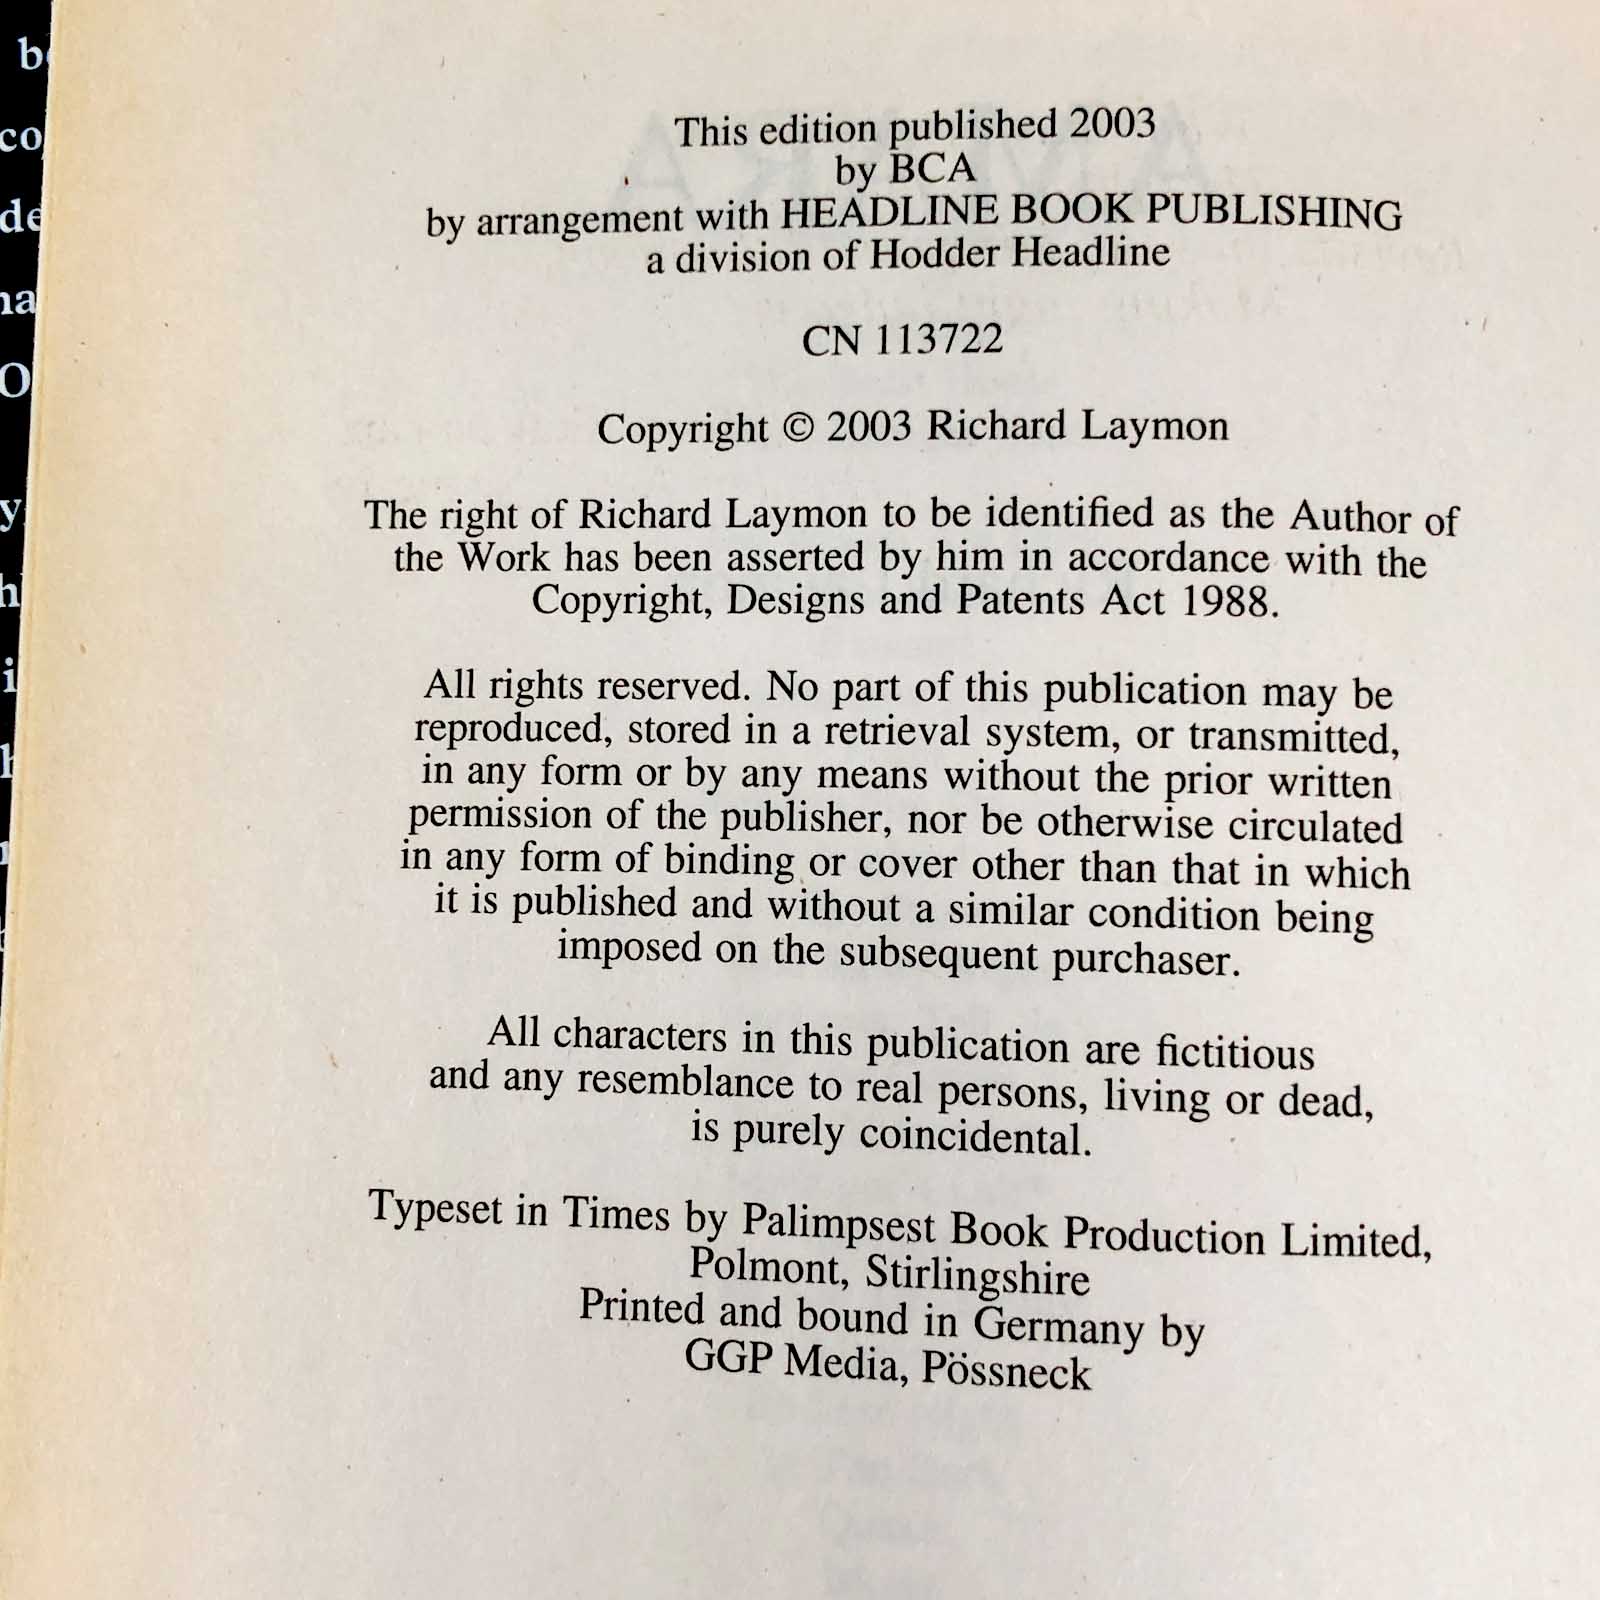 This edition published 2003
by BCA
by arrangement with HEADLINE BOOK PUBLISHING
a division of Hodder Headline
CN 113722
Copyright © 2003 Richard Laymon
The right of Richard Laymon to be identified as the Author of
the Work has been asserted by him in accordance with the
Copyright, Designs and Patents Act 1988.
All rights reserved. No part of this publication may be
reproduced, stored in a retrieval system, or transmitted,
in any form or by any means without the prior written
permission of the publisher, nor be otherwise circulated
in any form of binding or cover other than that in which
it is published and without a similar condition being
imposed on the subsequent purchaser.
All characters in this publication are fictitious
and any resemblance to real persons, living or dead,
is purely coincidental.
Typeset in Times by Palimpsest Book Production Limited,
Polmont, Stirlingshire
Printed and bound in Germany by
GGP Media, Pössneck